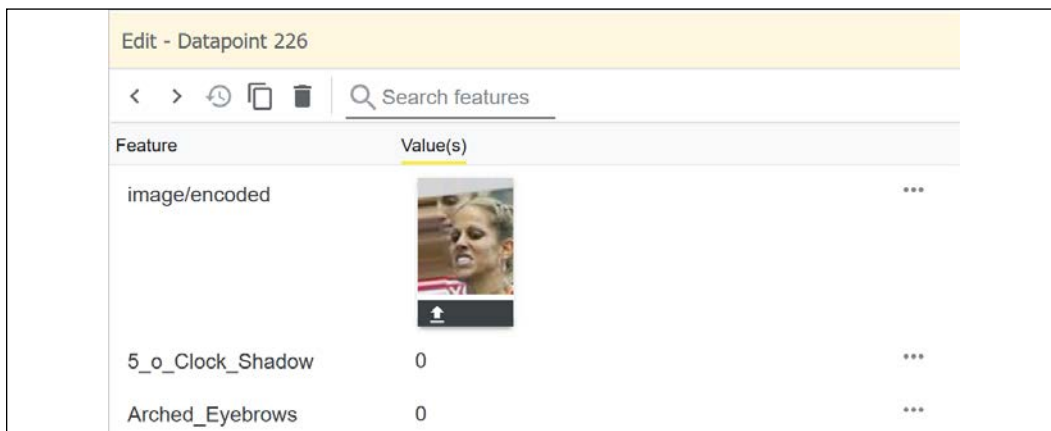 Edit - Datapoint 226
Search features
Feature Value(s)
image/encoded
5_o_Clock_Shadow 0
Arched_Eyebrows 0